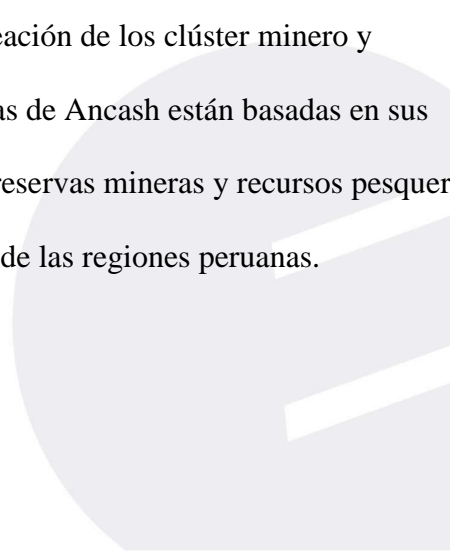 eación de los clúster minero y
as de Ancash están basadas en sus
reservas mineras y recursos pesquer
de las regiones peruanas.